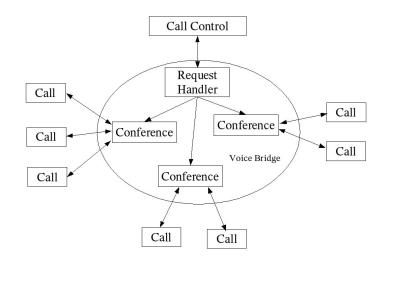 Call Control
Request
Handler
Call
Conference
Conference
Call
Call
Call
Voice Bridge
Call
Conference
Call
Call